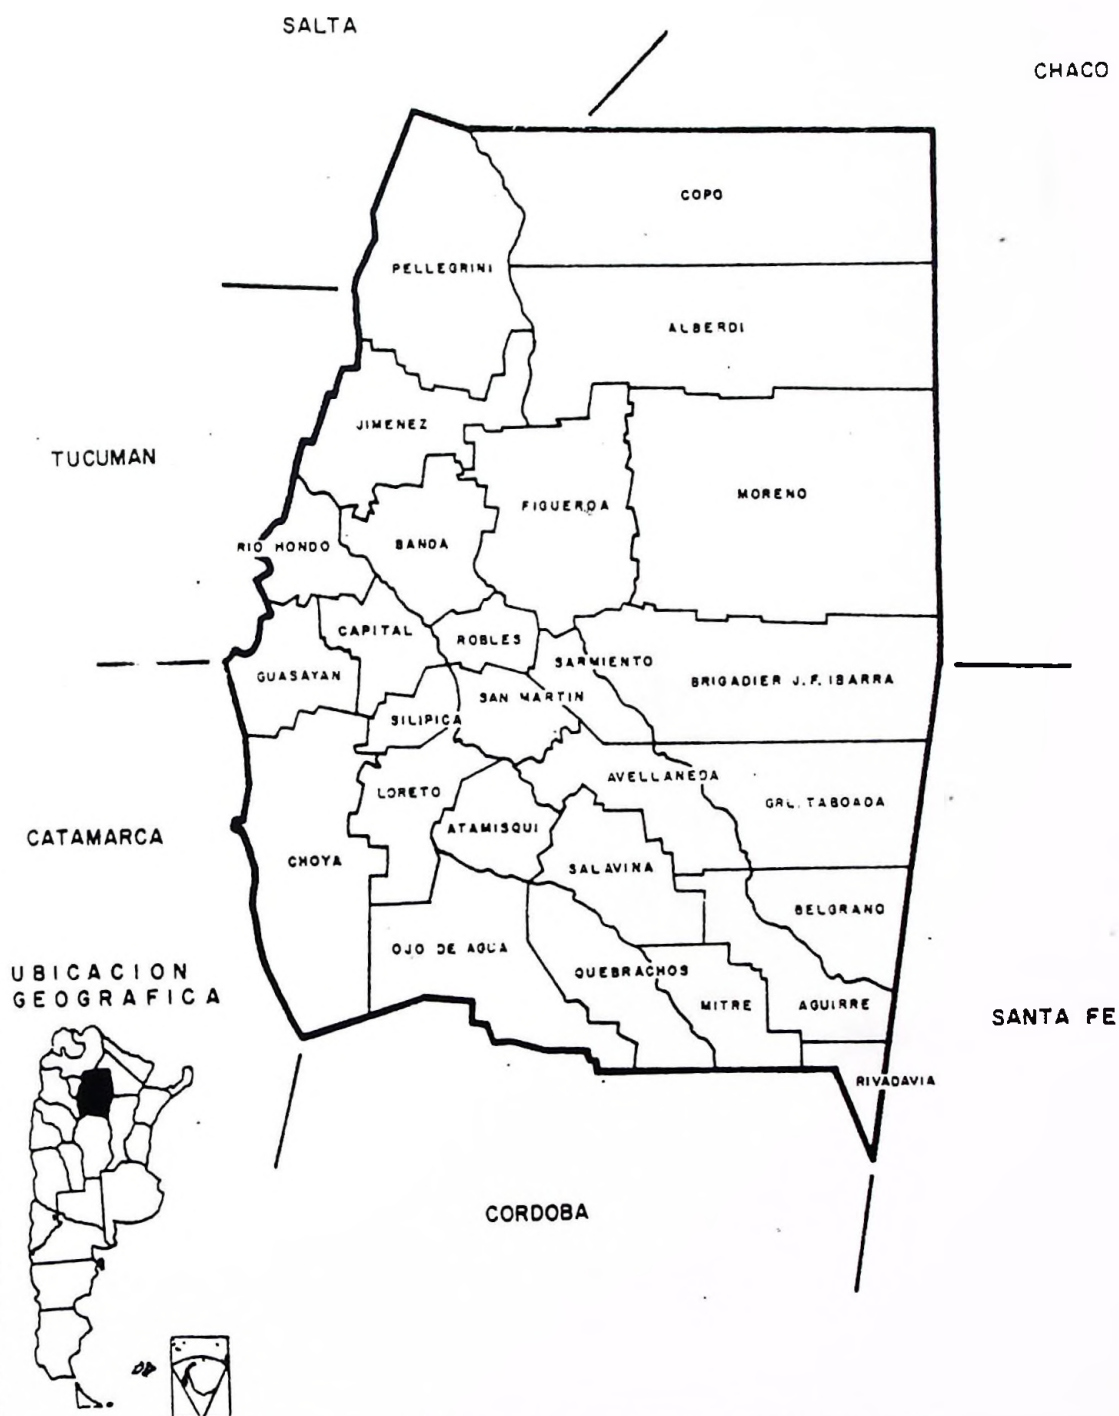 SALTA
CHACO
COPO
PELLEGRINI
ALBERDI
JIMENEZ
TUCUMAN
MORENO
FIGUEROA
RIO HONDO
BANDA
CAPITAL
ROBLES
SARMIENTO
GUASAYAN
BRIGADIER J.F. IBARRA
SAN MARTIN
SILIPICA
AVELLANEDA
LORETO
GRL. TABOADA
ATAMISQUI
CATAMARCA
CHOYA
SALAVINA
BELGRANO
OJO DE AGUA
UBICACION
GEOGRAFICA
QUEBRACHOS
MITRE
AGUIRRE
SANTA FE
RIVADAVIA
CORDOBA